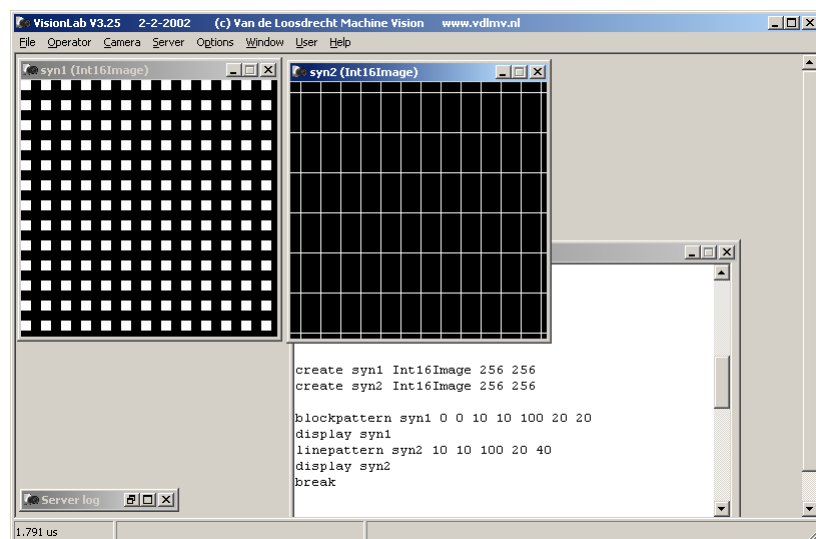 VisionLab V3.25 2-2-2002 (c) Van de Loosdrecht Machine Vision www.vdlmv.nl
File Operator Camera Server Options Window User Help
syn1 (Int16Image)
syn2 (Int16Image)
create syn1 Int16Image 256 256
create syn2 Int16Image 256 256
blockpattern syn1 0 0 10 10 100 20 20
display syn1
linepattern syn2 10 10 100 20 40
display syn2
break
Server log
1.791 us